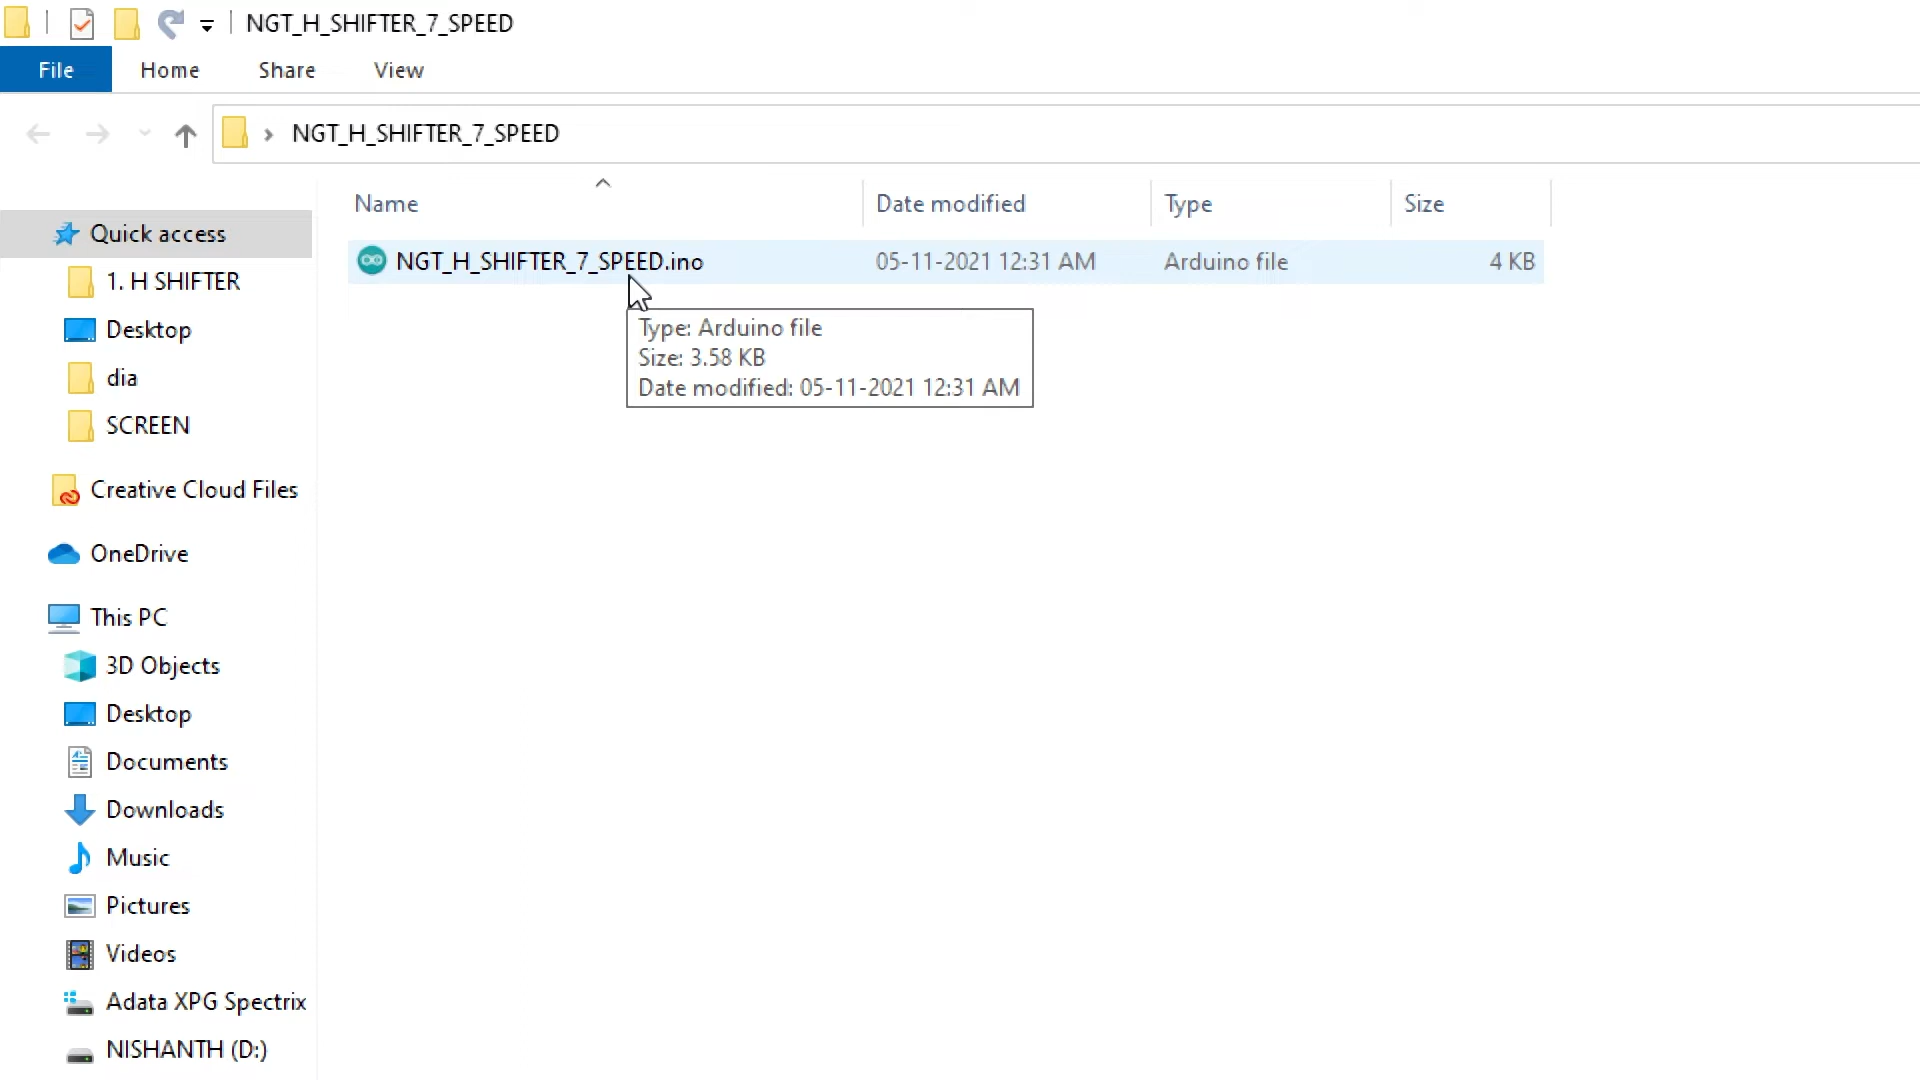 NGT_H_SHIFTER_7_SPEED
File Home Share View
NGT_H_SHIFTER_7_SPEED
Name Date modified Type Size
NGT_H_SHIFTER_7_SPEED.ino 05-11-2021 12:31 AM Arduino file 4 KB
Type: Arduino file
Size: 3.58 KB
Date modified: 05-11-2021 12:31 AM
Quick access
1. H SHIFTER
Desktop
dia
SCREEN
Creative Cloud Files
OneDrive
This PC
3D Objects
Desktop
Documents
Downloads
Music
Pictures
Videos
Adata XPG Spectrix
NISHANTH (D:)